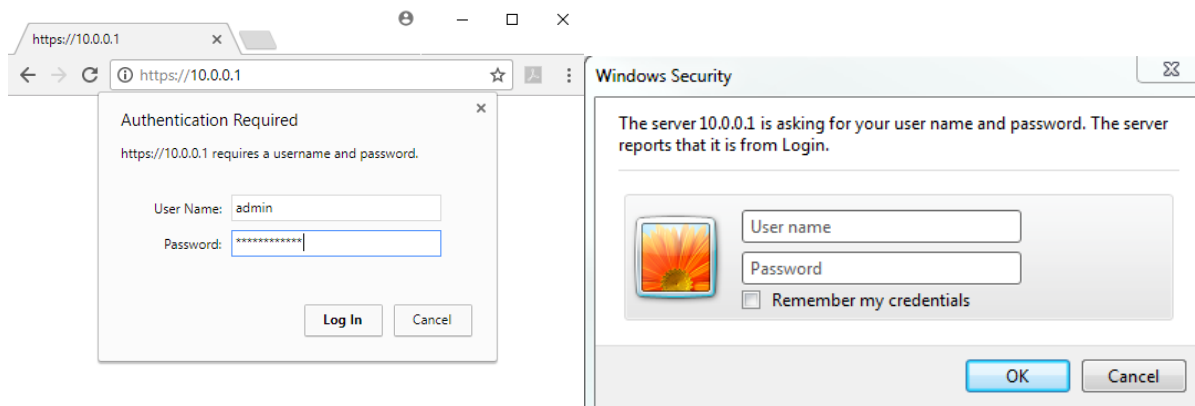 https://10.0.0.1
https://10.0.0.1
Authentication Required
https://10.0.0.1 requires a username and password.
User Name: admin
Password: ************
Log In Cancel
Windows Security
The server 10.0.0.1 is asking for your user name and password. The server
reports that it is from Login.
User name
Password
Remember my credentials
OK Cancel